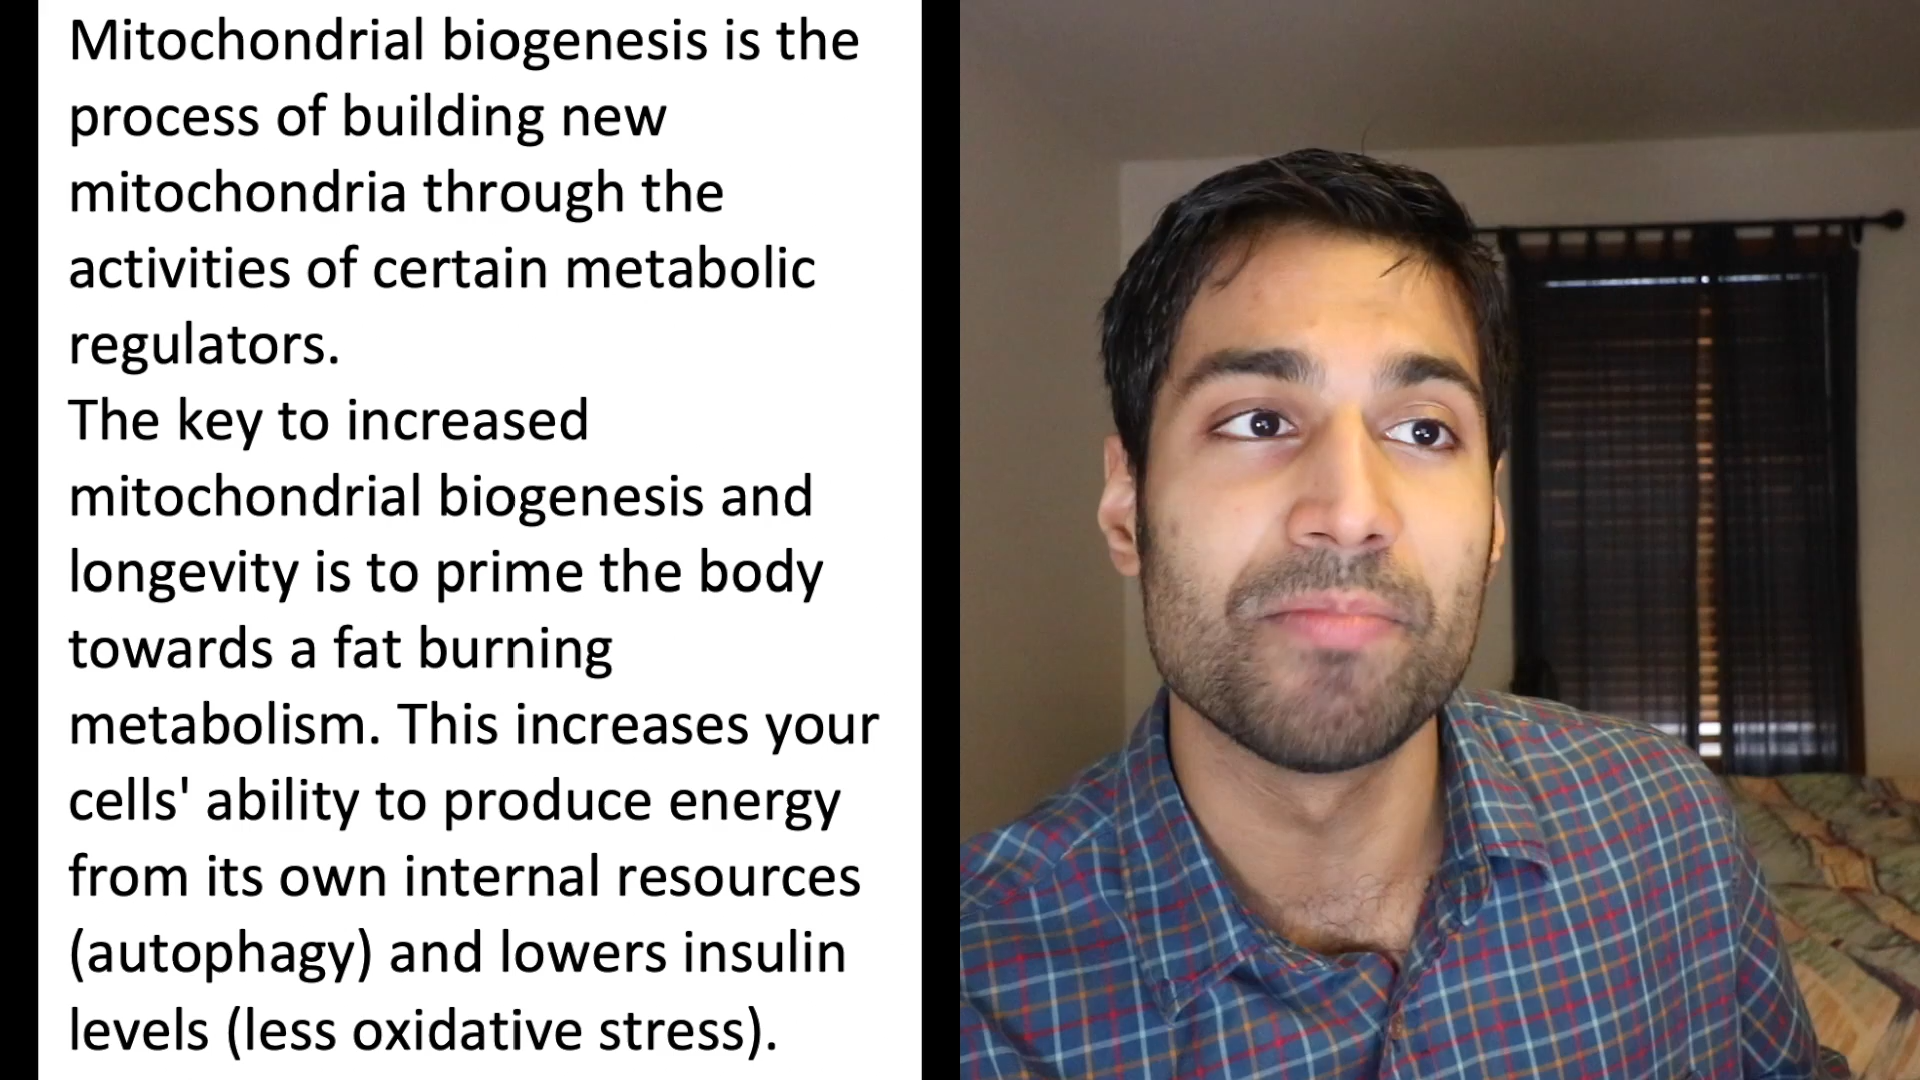 Mitochondrial biogenesis is the
process of building new
mitochondria through the
activities of certain metabolic
regulators.
The key to increased
mitochondrial biogenesis and
longevity is to prime the body
towards a fat burning
metabolism. This increases your
cells' ability to produce energy
from its own internal resources
(autophagy) and lowers insulin
levels (less oxidative stress).